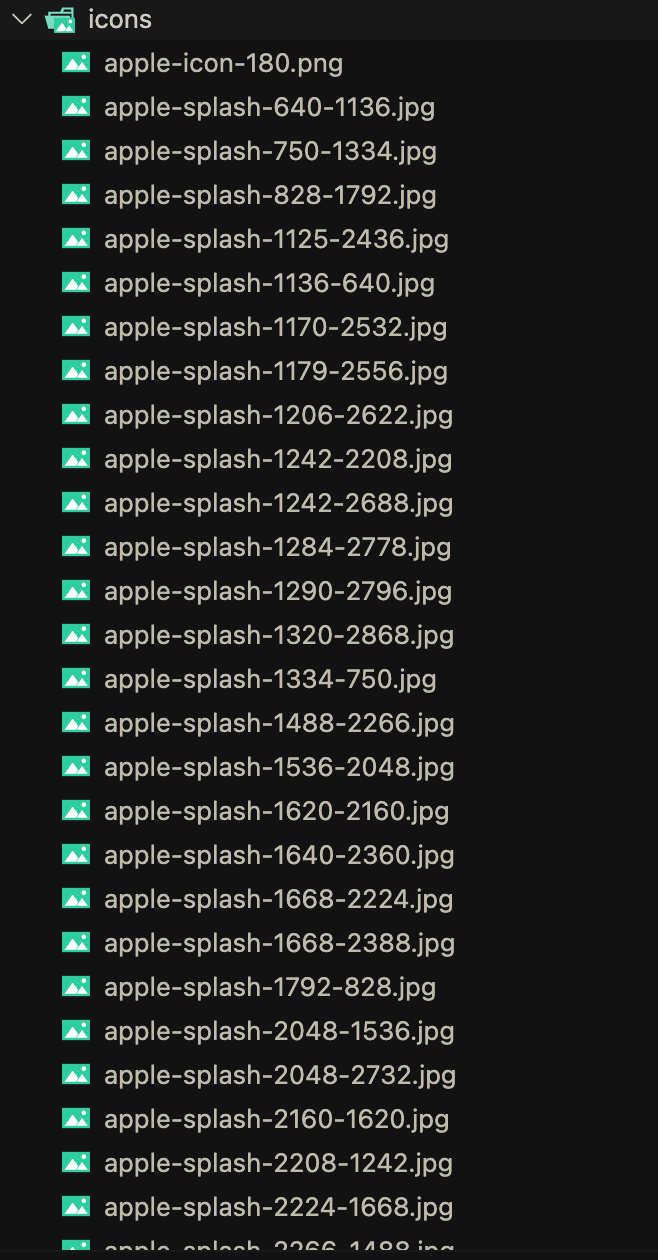 icons
apple-icon-180.png
apple-splash-640-1136.jpg
apple-splash-750-1334.jpg
apple-splash-828-1792.jpg
apple-splash-1125-2436.jpg
apple-splash-1136-640.jpg
apple-splash-1170-2532.jpg
apple-splash-1179-2556.jpg
apple-splash-1206-2622.jpg
apple-splash-1242-2208.jpg
apple-splash-1242-2688.jpg
apple-splash-1284-2778.jpg
apple-splash-1290-2796.jpg
apple-splash-1320-2868.jpg
apple-splash-1334-750.jpg
apple-splash-1488-2266.jpg
apple-splash-1536-2048.jpg
apple-splash-1620-2160.jpg
apple-splash-1640-2360.jpg
apple-splash-1668-2224.jpg
apple-splash-1668-2388.jpg
apple-splash-1792-828.jpg
apple-splash-2048-1536.jpg
apple-splash-2048-2732.jpg
apple-splash-2160-1620.jpg
apple-splash-2208-1242.jpg
apple-splash-2224-1668.jpg
apple-splash-2266-1488.jpg